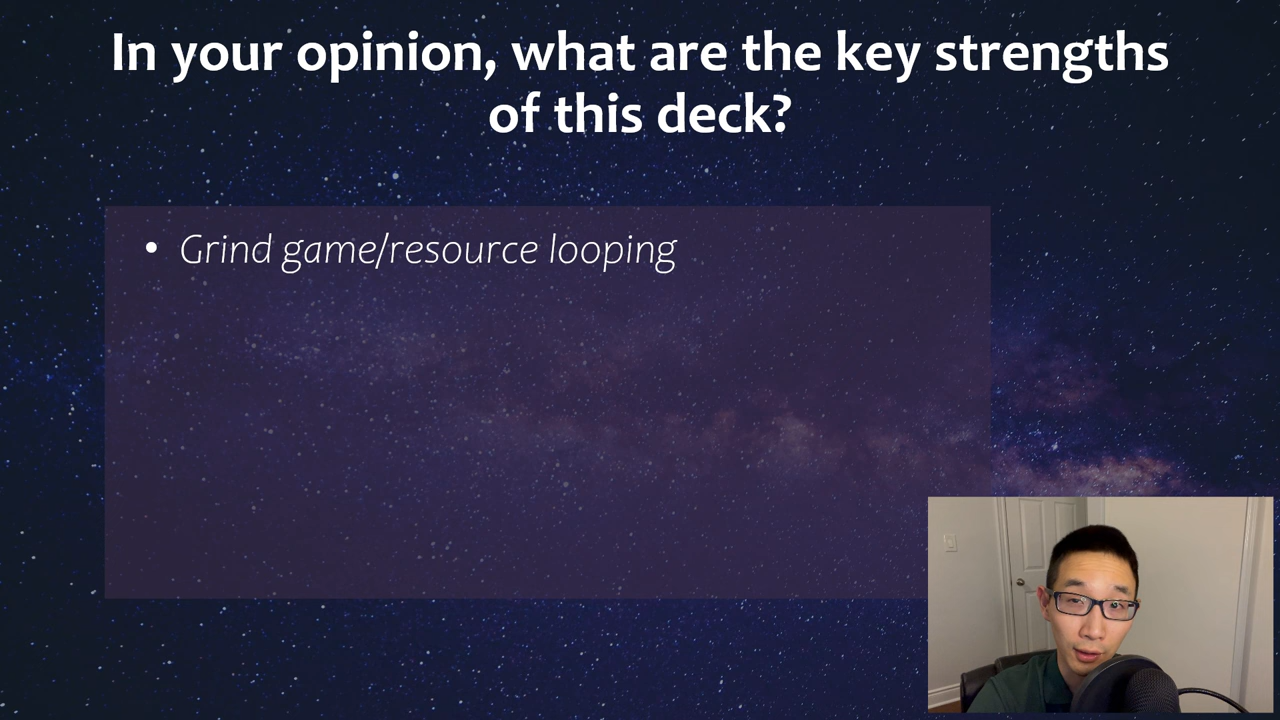 In your opinion, what are the key strengths
of this deck?
• Grind game/resource looping